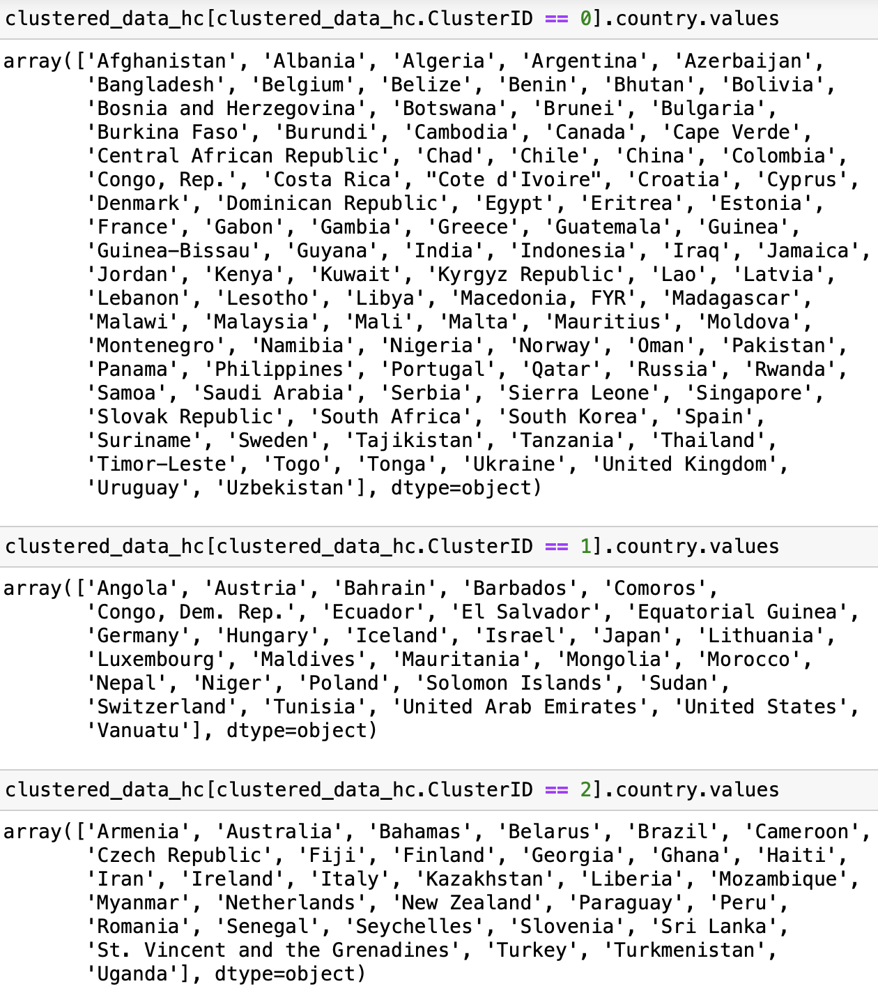 clustered_data_hc[clustered_data_hc.ClusterID == 0].country.values
array(['Afghanistan', 'Albania', 'Algeria', 'Argentina', 'Azerbaijan',
'Bangladesh', 'Belgium', 'Belize', 'Benin', 'Bhutan', 'Bolivia',
'Bosnia and Herzegovina', 'Botswana', 'Brunei', 'Bulgaria',
'Burkina Faso', 'Burundi', 'Cambodia', 'Canada', 'Cape Verde',
'Central African Republic', 'Chad', 'Chile', 'China', 'Colombia',
'Congo, Rep.', 'Costa Rica', "Cote d'Ivoire", 'Croatia', 'Cyprus',
'Denmark', 'Dominican Republic', 'Egypt', 'Eritrea', 'Estonia',
'France', 'Gabon', 'Gambia', 'Greece', 'Guatemala', 'Guinea',
'Guinea-Bissau', 'Guyana', 'India', 'Indonesia', 'Iraq', 'Jamaica',
'Jordan', 'Kenya', 'Kuwait', 'Kyrgyz Republic', 'Lao', 'Latvia',
'Lebanon', 'Lesotho', 'Libya', 'Macedonia, FYR', 'Madagascar',
'Malawi', 'Malaysia', 'Mali', 'Malta', 'Mauritius', 'Moldova',
'Montenegro', 'Namibia', 'Nigeria', 'Norway', 'Oman', 'Pakistan',
'Panama', 'Philippines', 'Portugal', 'Qatar', 'Russia', 'Rwanda',
'Samoa', 'Saudi Arabia', 'Serbia', 'Sierra Leone', 'Singapore',
'Slovak Republic', 'South Africa', 'South Korea', 'Spain',
'Suriname', 'Sweden', 'Tajikistan', 'Tanzania', 'Thailand',
'Timor-Leste', 'Togo', 'Tonga', 'Ukraine', 'United Kingdom',
'Uruguay', 'Uzbekistan'], dtype=object)
clustered_data_hc[clustered_data_hc.ClusterID == 1].country.values
array(['Angola', 'Austria', 'Bahrain', 'Barbados', 'Comoros',
'Congo, Dem. Rep.', 'Ecuador', 'El Salvador', 'Equatorial Guinea',
'Germany', 'Hungary', 'Iceland', 'Israel', 'Japan', 'Lithuania',
'Luxembourg', 'Maldives', 'Mauritania', 'Mongolia', 'Morocco',
'Nepal', 'Niger', 'Poland', 'Solomon Islands', 'Sudan',
'Switzerland', 'Tunisia', 'United Arab Emirates', 'United States',
'Vanuatu'], dtype=object)
clustered_data_hc[clustered_data_hc.ClusterID == 2].country.values
array(['Armenia', 'Australia', 'Bahamas', 'Belarus', 'Brazil', 'Cameroon',
'Czech Republic', 'Fiji', 'Finland', 'Georgia', 'Ghana', 'Haiti',
'Iran', 'Ireland', 'Italy', 'Kazakhstan', 'Liberia', 'Mozambique',
'Myanmar', 'Netherlands', 'New Zealand', 'Paraguay', 'Peru',
'Romania', 'Senegal', 'Seychelles', 'Slovenia', 'Sri Lanka',
'St. Vincent and the Grenadines', 'Turkey', 'Turkmenistan',
'Uganda'], dtype=object)